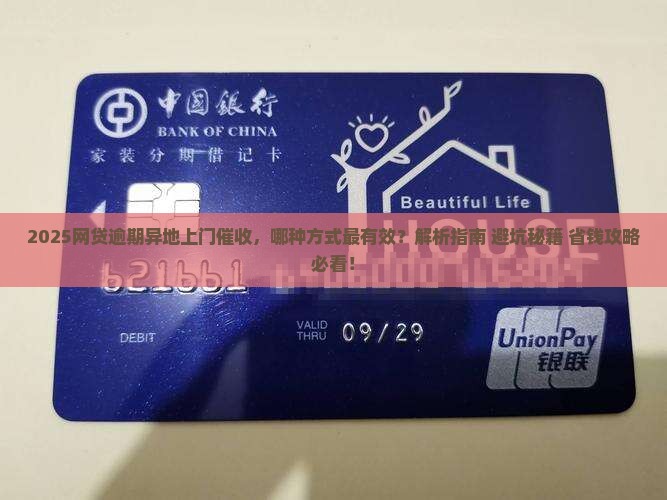 中国银行
BANK OF CHINA
家装分期借记卡
Beautiful Life
HOUSE
2025网贷逾期异地上门催收，哪种方式最有效？解析指南 避坑秘籍 省钱攻略
必看！
621661
DEBIT
VALID
THRU
09/29
UnionPay
银联